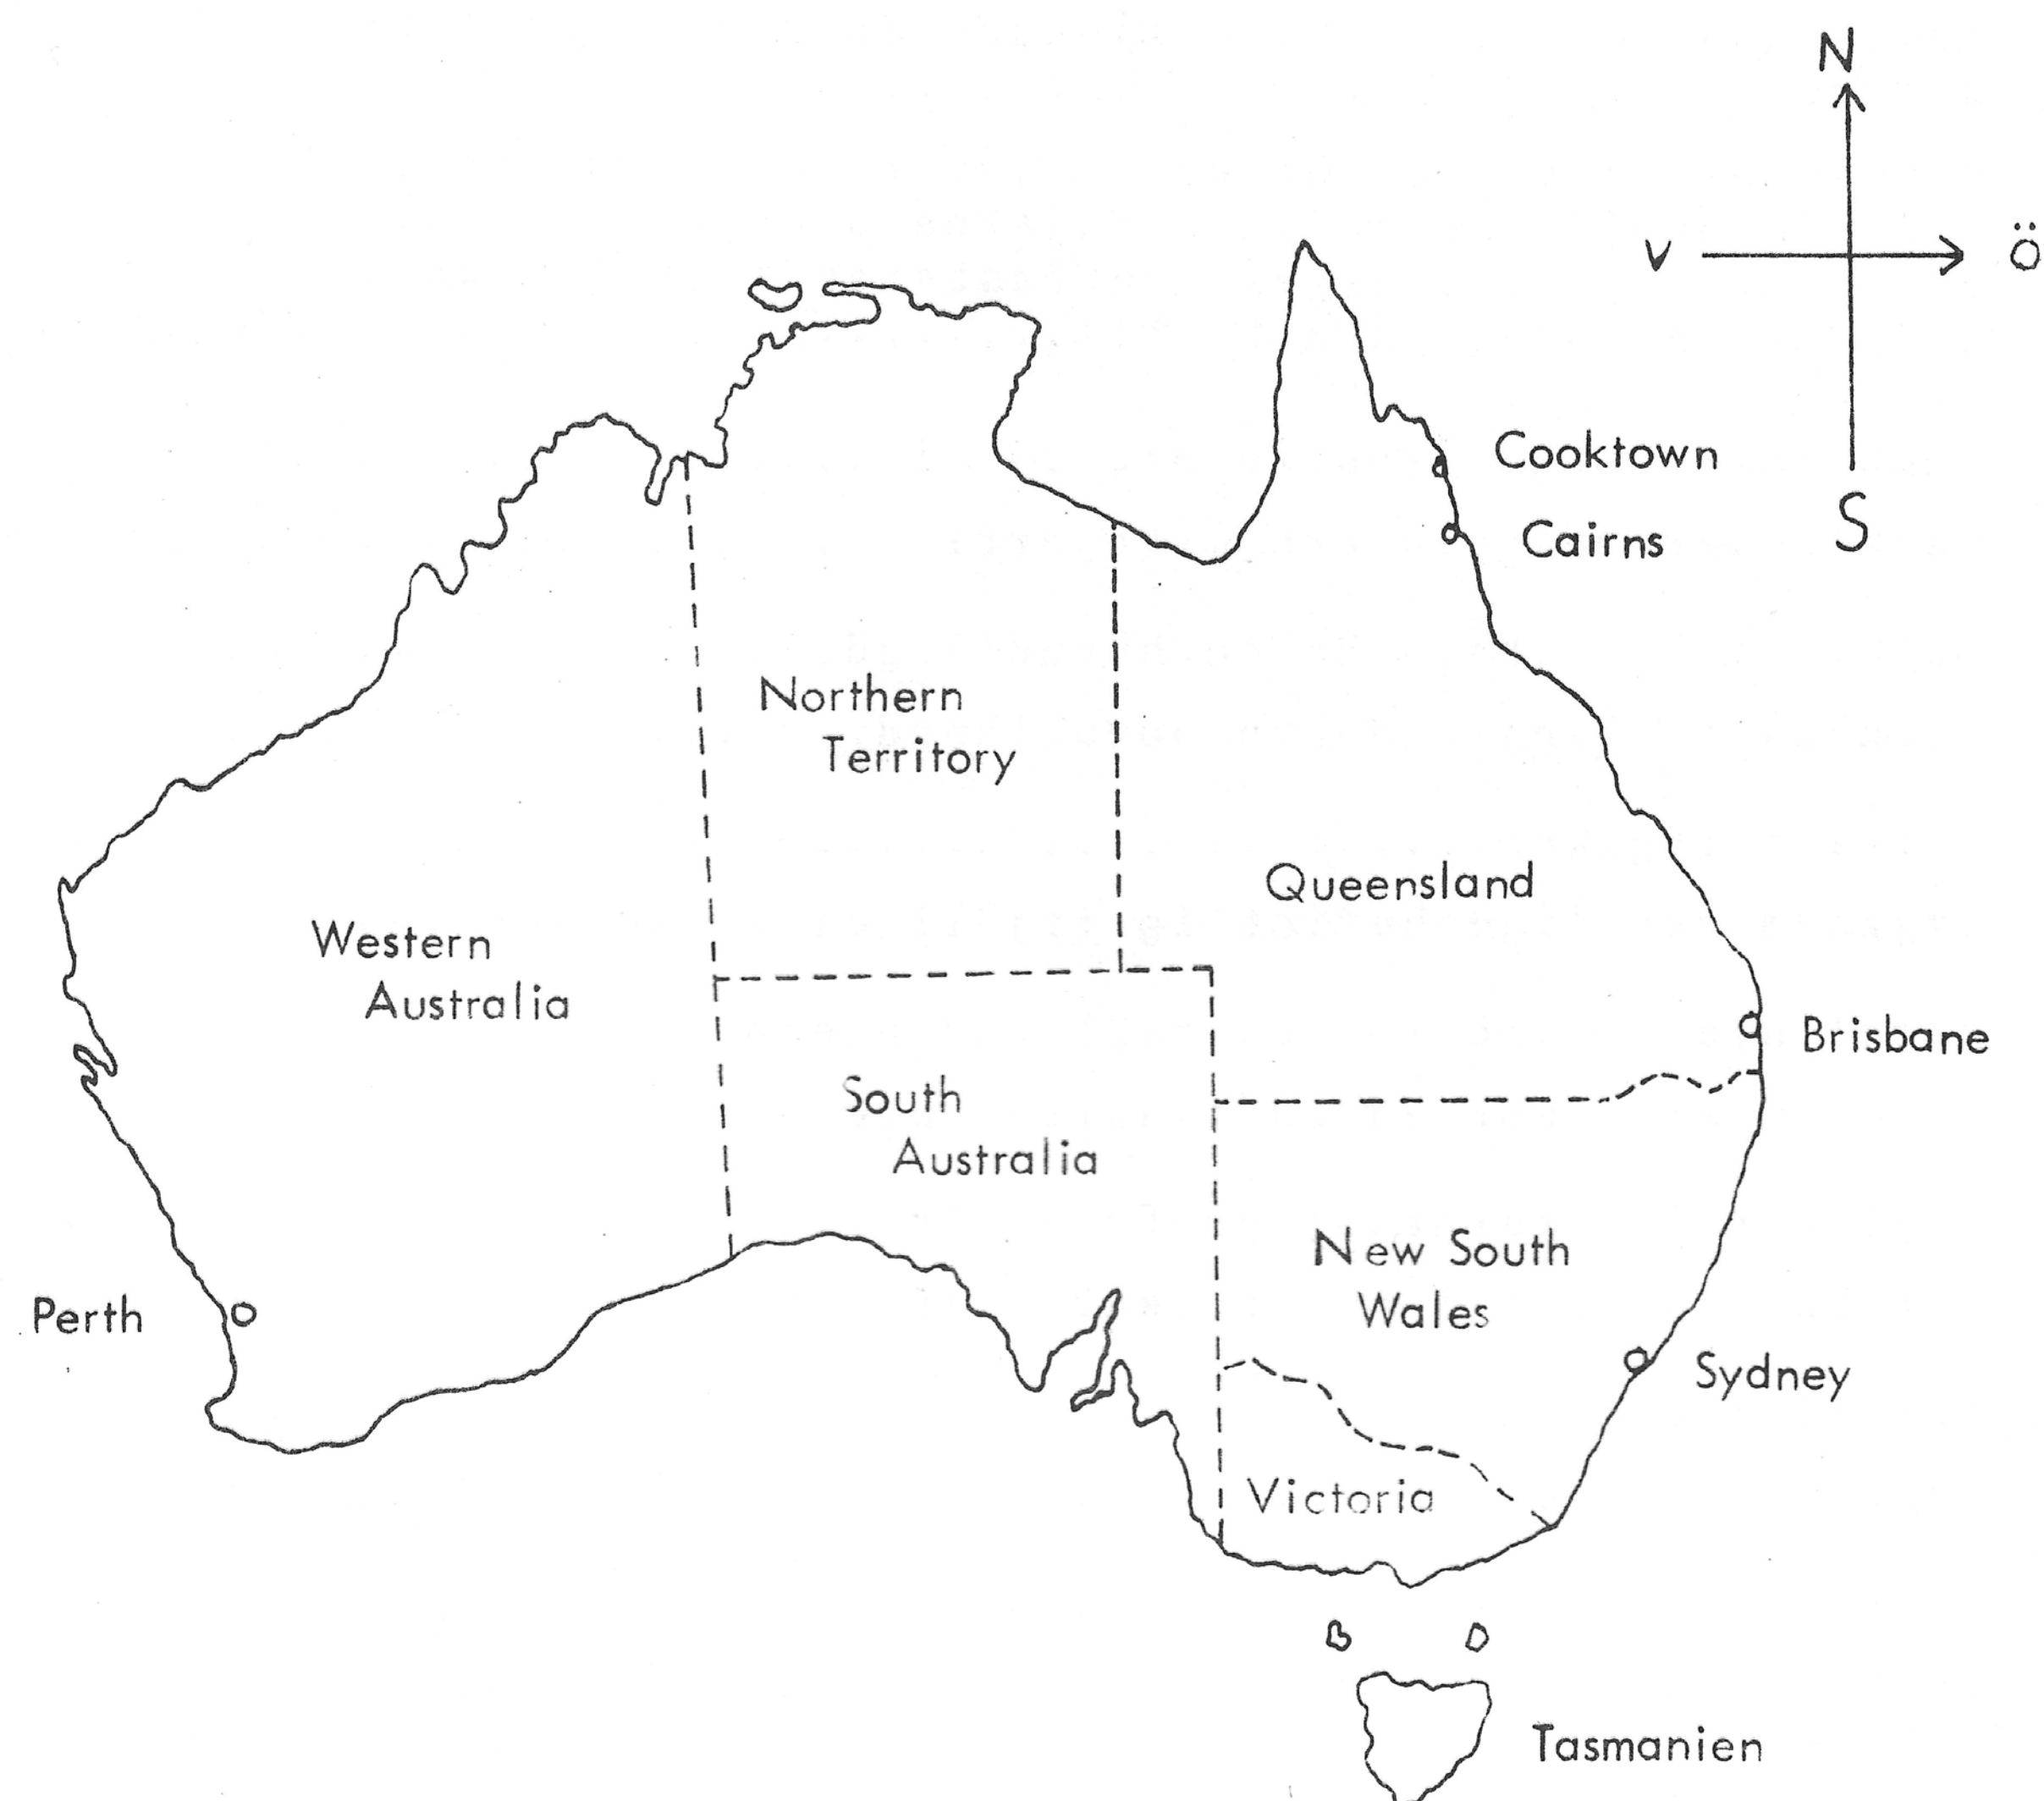 N
V
Ö
S
Cooktown
Cairns
Northern
Territory
Queensland
Western
Australia
Brisbane
South
Australia
New South
Wales
Perth
Sydney
Victoria
Tasmanien